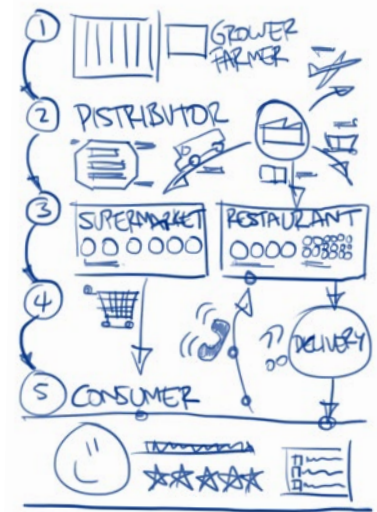 1
GROWER
FARMER
2 DISTRIBUTOR
3
SUPERMARKET
RESTAURANT
4
DELIVERY
5 CONSUMER